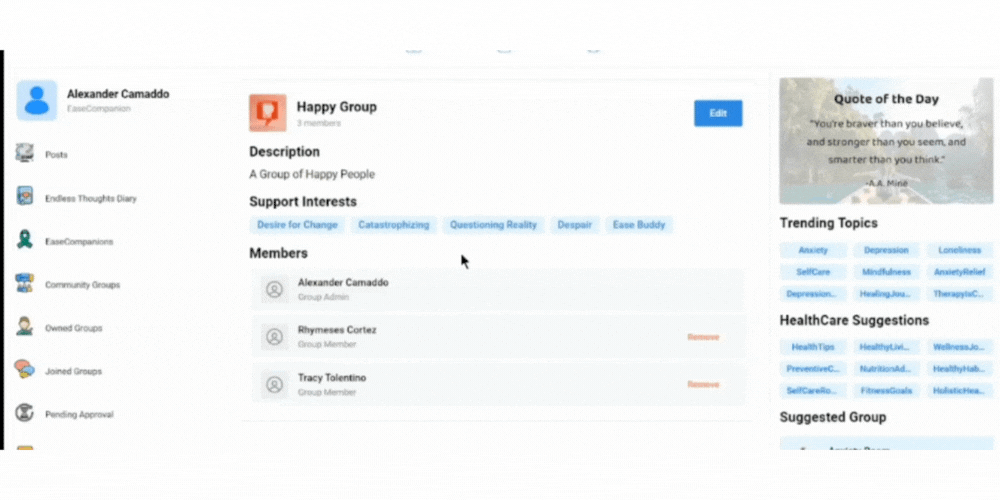 Alexander Camaddo
EaseCompanion
Posts
Endless Thoughts Diary
EaseCompanions
Community Groups
Owned Groups
Joined Groups
Pending Approval
Happy Group
3 members
Edit
Description
A Group of Happy People
Support Interests
Desire for Change Catastrophizing Questioning Reality Despair Ease Buddy
Members
Alexander Camaddo
Group Admin
Rhymeses Cortez
Group Member
Remove
Tracy Tolentino
Group Member
Remove
Quote of the Day
"You're braver than you believe,
and stronger than you seem, and
smarter than you think."
-A.A. Mine
Trending Topics
Anxiety Depression Loneliness
SelfCare Mindfulness AnxietyRelief
Depression... HealingJou... TherapyIsC...
HealthCare Suggestions
HealthTips HealthyLivi... WellnessJo...
PreventiveC... NutritionAd... HealthyHab...
SelfCareRo... FitnessGoals HolisticHea...
Suggested Group